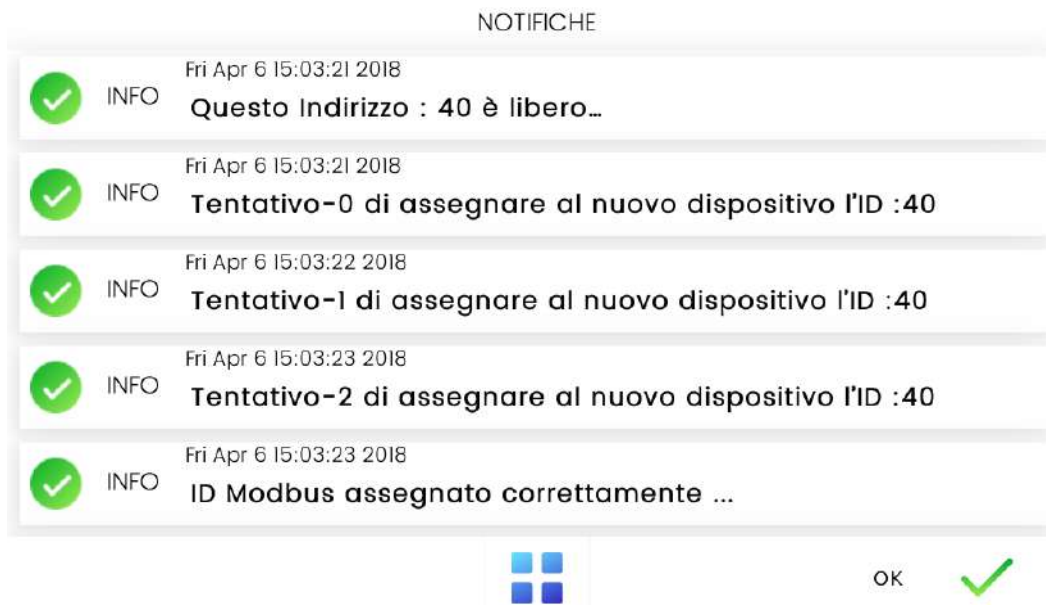 NOTIFICHE
Fri Apr 6 15:03:21 2018
INFO
Questo Indirizzo : 40 è libero...
Fri Apr 6 15:03:21 2018
INFO
Tentativo-0 di assegnare al nuovo dispositivo l'ID :40
Fri Apr 6 15:03:22 2018
INFO
Tentativo-1 di assegnare al nuovo dispositivo l'ID :40
Fri Apr 6 15:03:23 2018
INFO
Tentativo-2 di assegnare al nuovo dispositivo l'ID :40
Fri Apr 6 15:03:23 2018
INFO
ID Modbus assegnato correttamente ...
OK